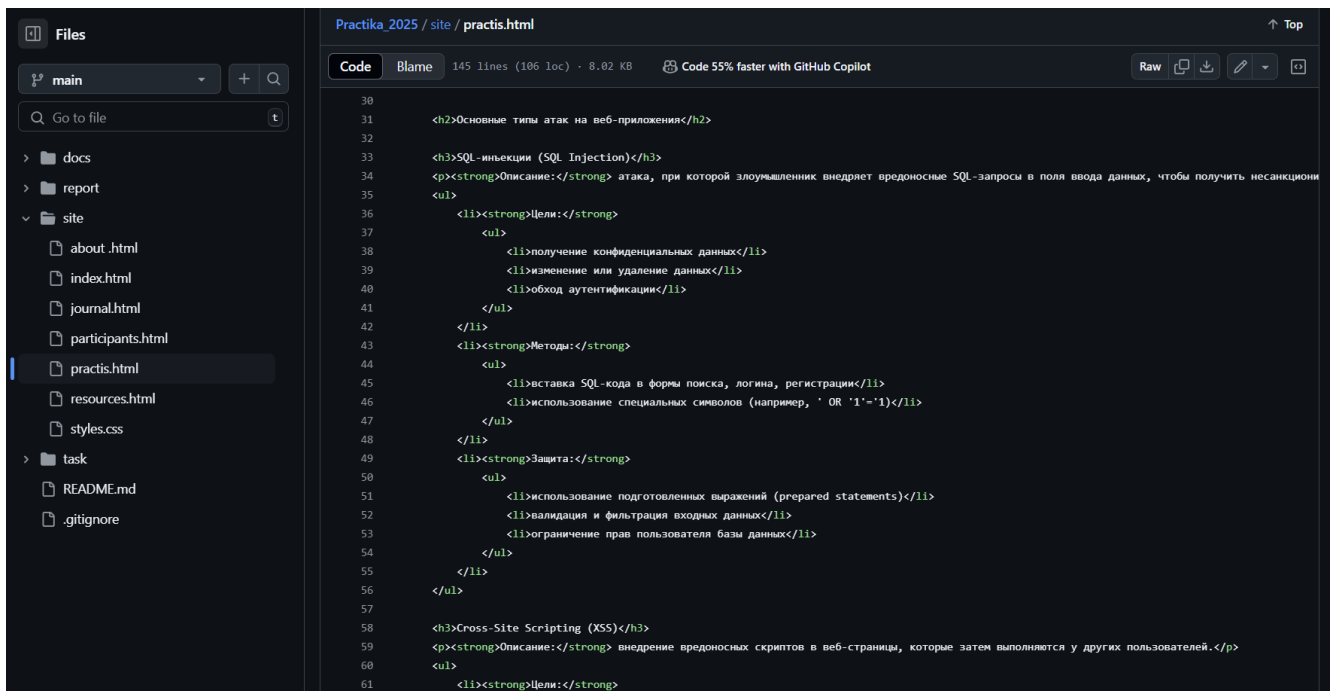 Files
main
Go to file
t
docs
report
site
about .html
index.html
journal.html
participants.html
practis.html
resources.html
styles.css
task
README.md
.gitignore
Practika_2025 / site / practis.html
Top
Code Blame 145 lines (106 loc) · 8.02 KB Code 55% faster with GitHub Copilot Raw
30
31 <h2>Основные типы атак на веб-приложения</h2>
32
33 <h3>SQL-инъекции (SQL Injection)</h3>
34 <p><strong>Описание:</strong> атака, при которой злоумышленник внедряет вредоносные SQL-запросы в поля ввода данных, чтобы получить несанкциони
35 <ul>
36 <li><strong>Цели:</strong>
37 <ul>
38 <li>получение конфиденциальных данных</li>
39 <li>изменение или удаление данных</li>
40 <li>обход аутентификации</li>
41 </ul>
42 </li>
43 <li><strong>Методы:</strong>
44 <ul>
45 <li>вставка SQL-кода в формы поиска, логина, регистрации</li>
46 <li>использование специальных символов (например, ' OR '1'='1)</li>
47 </ul>
48 </li>
49 <li><strong>Защита:</strong>
50 <ul>
51 <li>использование подготовленных выражений (prepared statements)</li>
52 <li>валидация и фильтрация входных данных</li>
53 <li>ограничение прав пользователя базы данных</li>
54 </ul>
55 </li>
56 </ul>
57
58 <h3>Cross-Site Scripting (XSS)</h3>
59 <p><strong>Описание:</strong> внедрение вредоносных скриптов в веб-страницы, которые затем выполняются у других пользователей.</p>
60 <ul>
61 <li><strong>Цели:</strong>